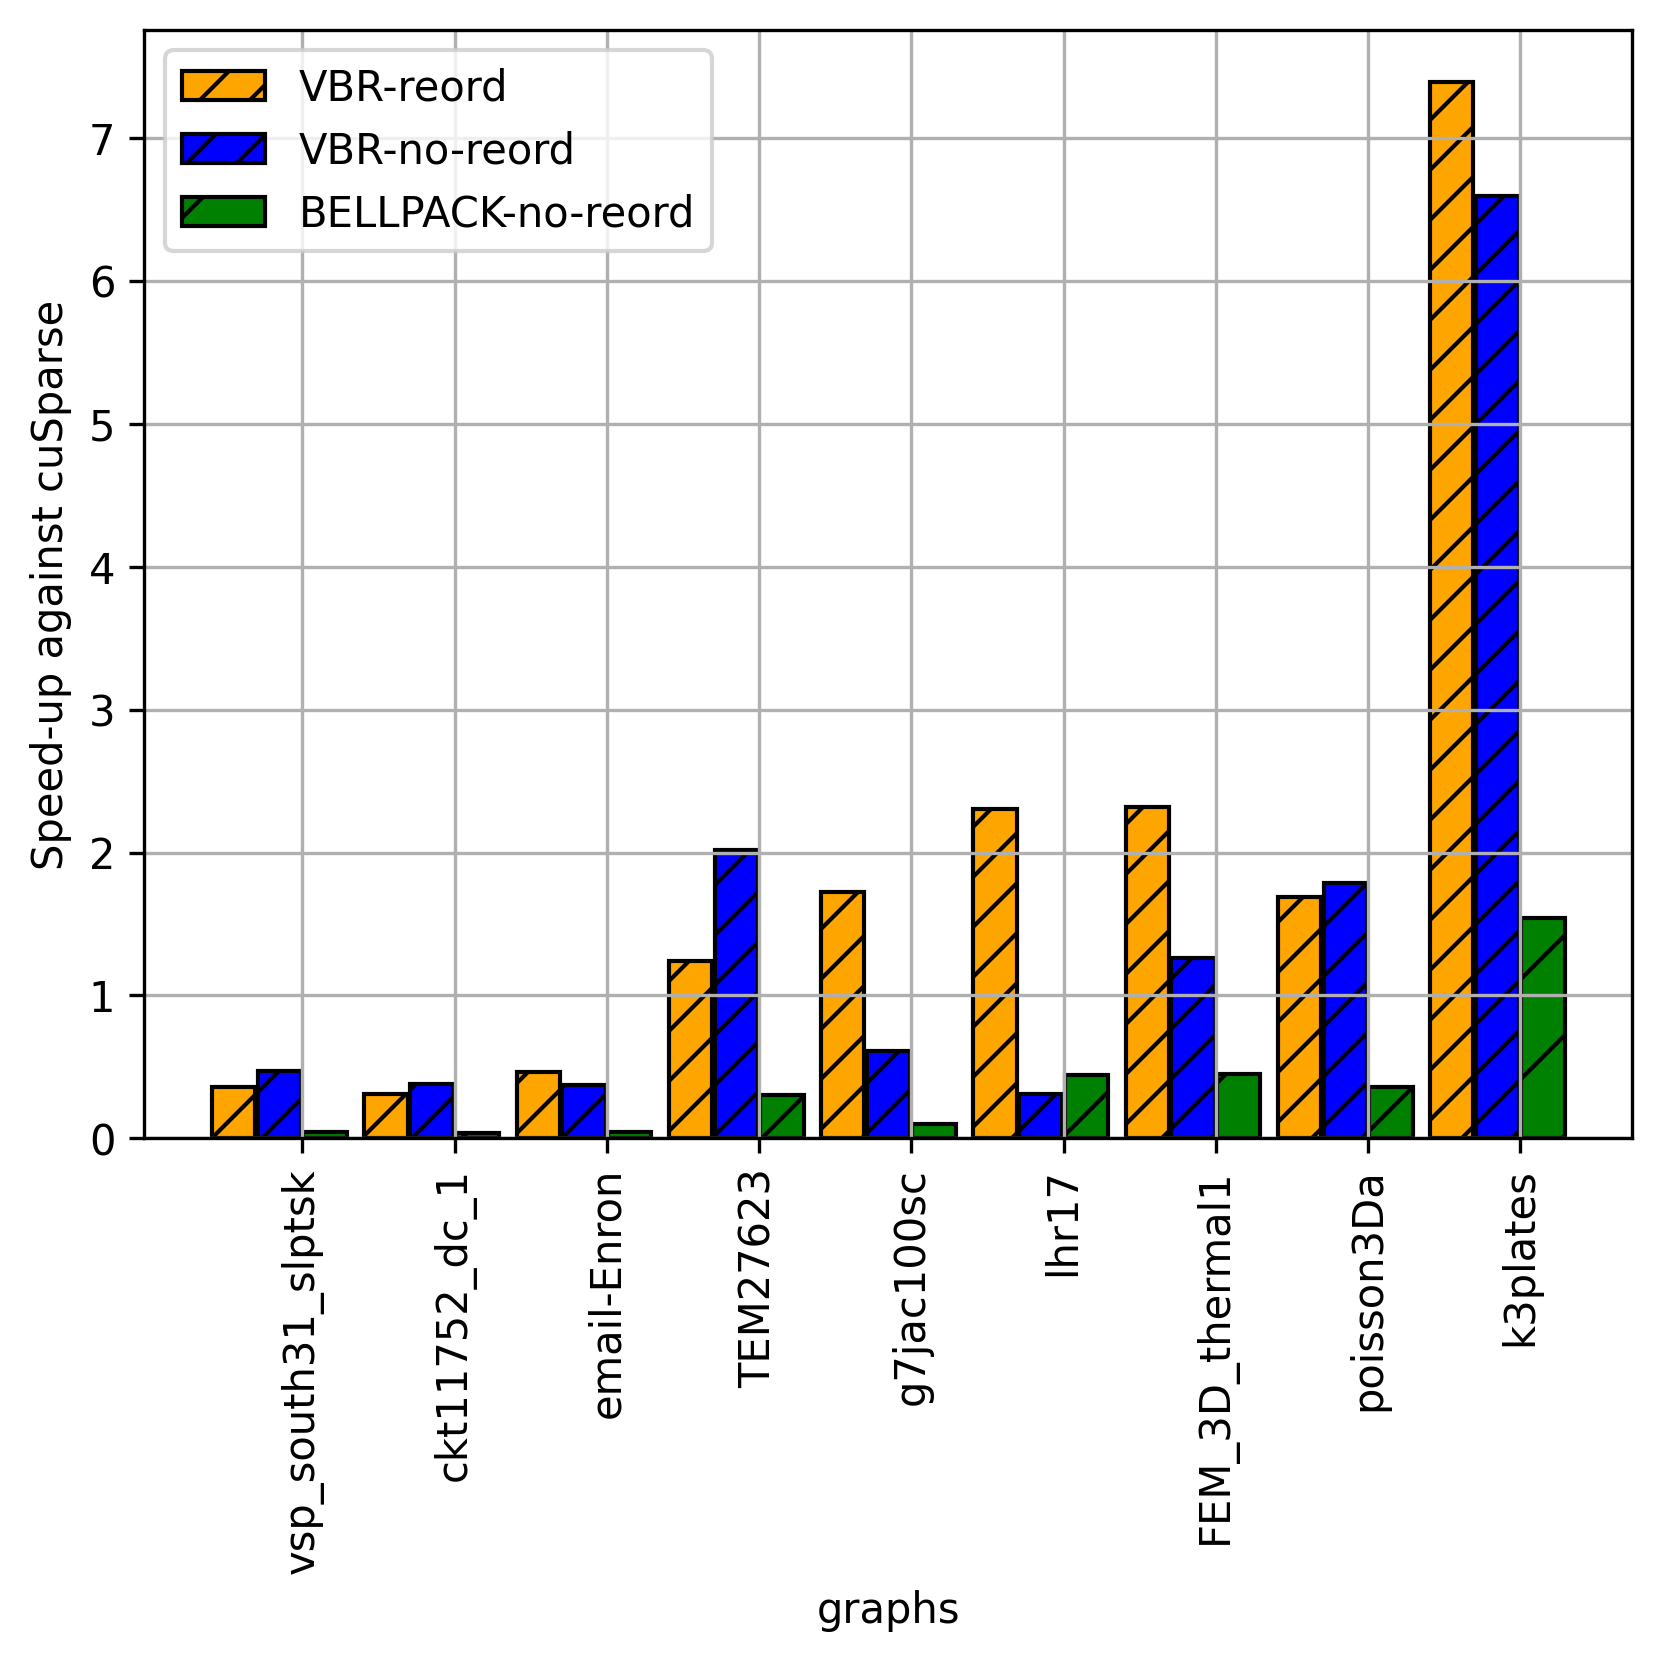 VBR-reord
VBR-no-reord
BELLPACK-no-reord
Speed-up against cuSparse
7
6
5
4
3
2
1
0
vsp_south31_slptsk
ckt11752_dc_1
email-Enron
TEM27623
g7jac100sc
lhr17
FEM_3D_thermal1
poisson3Da
k3plates
graphs